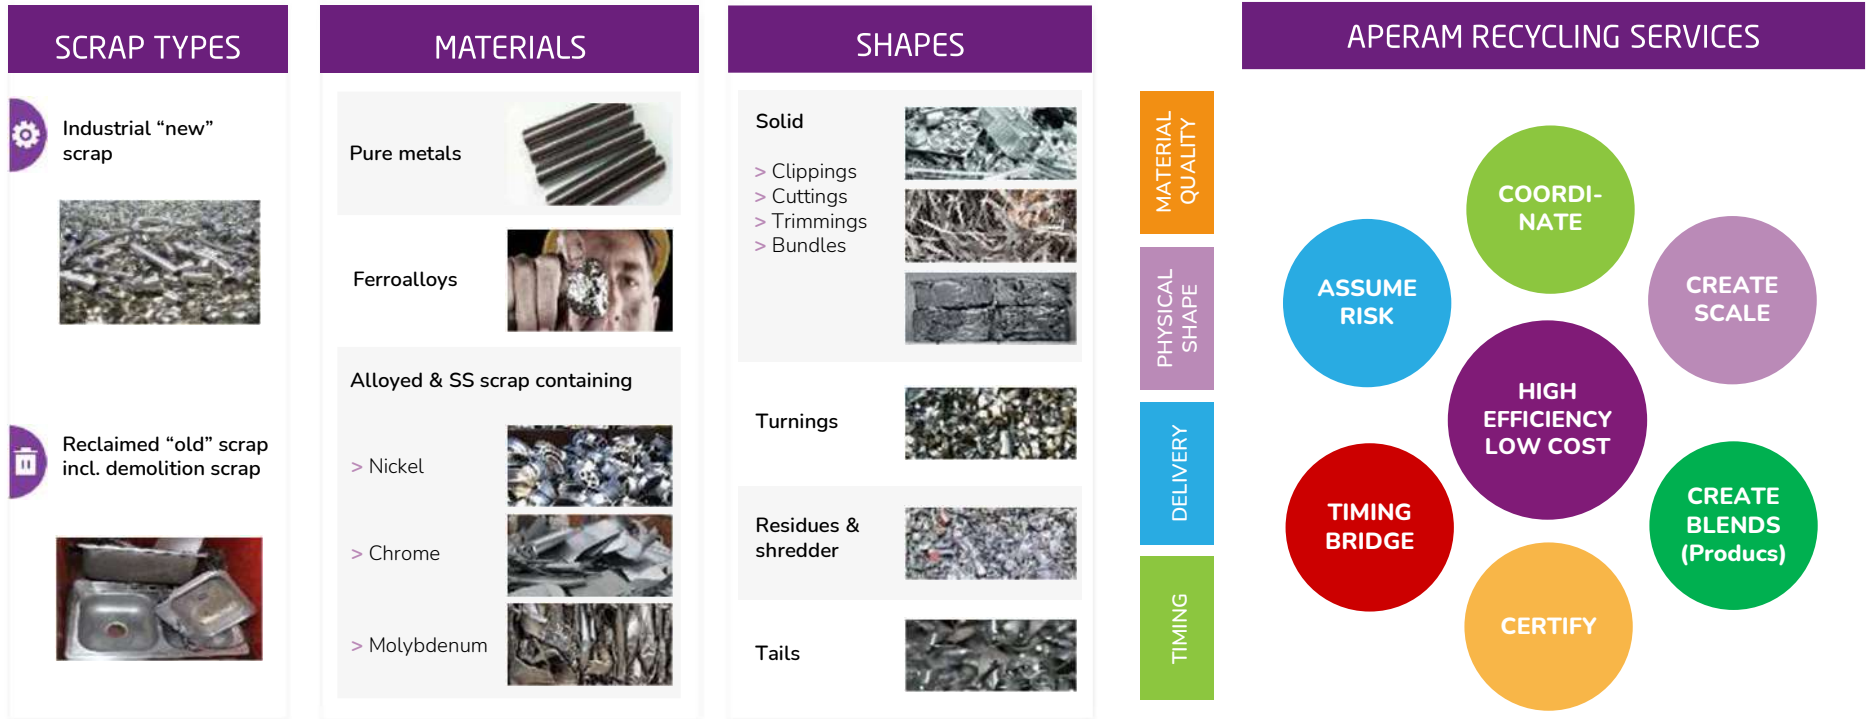 SCRAP TYPES
Industrial “new”
scrap
Reclaimed “old” scrap
incl. demolition scrap
MATERIALS
Pure metals
Ferroalloys
Alloyed & SS scrap containing
> Nickel
> Chrome
> Molybdenum
SHAPES
Solid
> Clippings
> Cuttings
> Trimmings
> Bundles
Turnings
Residues &
shredder
Tails
MATERIAL
QUALITY
PHYSICAL
SHAPE
DELIVERY
TIMING
APERAM RECYCLING SERVICES
COORDI-
NATE
ASSUME
RISK
CREATE
SCALE
HIGH
EFFICIENCY
LOW COST
TIMING
BRIDGE
CREATE
BLENDS
(Producs)
CERTIFY